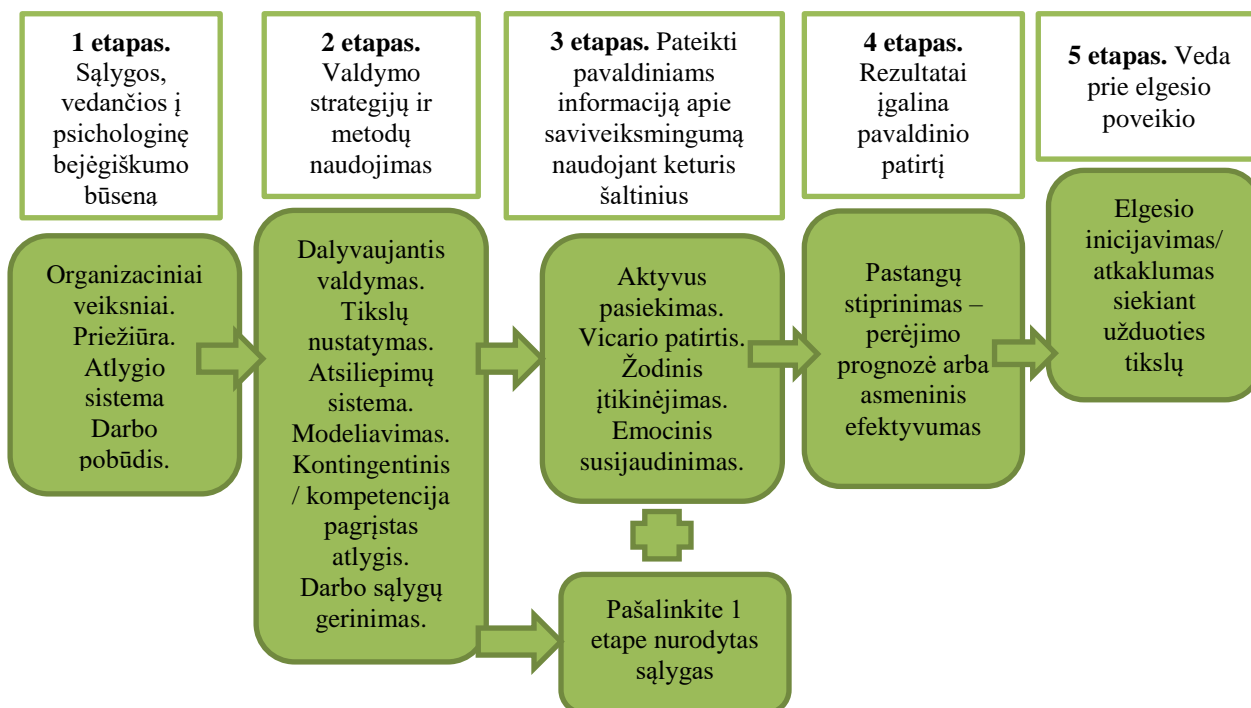 1 etapas.
Sąlygos,
vedančios į
psichologinę
bejėgiškumo
būseną
2 etapas.
Valdymo
strategijų ir
metodų
naudojimas
3 etapas. Pateikti
pavaldiniams
informaciją apie
saviveiksmingumą
naudojant keturis
šaltinius
4 etapas.
Rezultatai
įgalina
pavaldinio
patirtį
5 etapas. Veda
prie elgesio
poveikio
Organizaciniai
veiksniai.
Priežiūra.
Atlygio
sistema
Darbo
pobūdis.
Dalyvaujantis
valdymas.
Tikslų
nustatymas.
Atsiliepimų
sistema.
Modeliavimas.
Kontingentinis
/ kompetencija
pagrįstas
atlygis.
Darbo sąlygų
gerinimas.
Aktyvus
pasiekimas.
Vicario patirtis.
Žodinis
įtikinėjimas.
Emocinis
susijaudinimas.
Pašalinkite 1
etape nurodytas
sąlygas
Pastangų
stiprinimas –
perėjimo
prognozė arba
asmeninis
efektyvumas
Elgesio
inicijavimas/
atkaklumas
siekiant
užduoties
tikslų